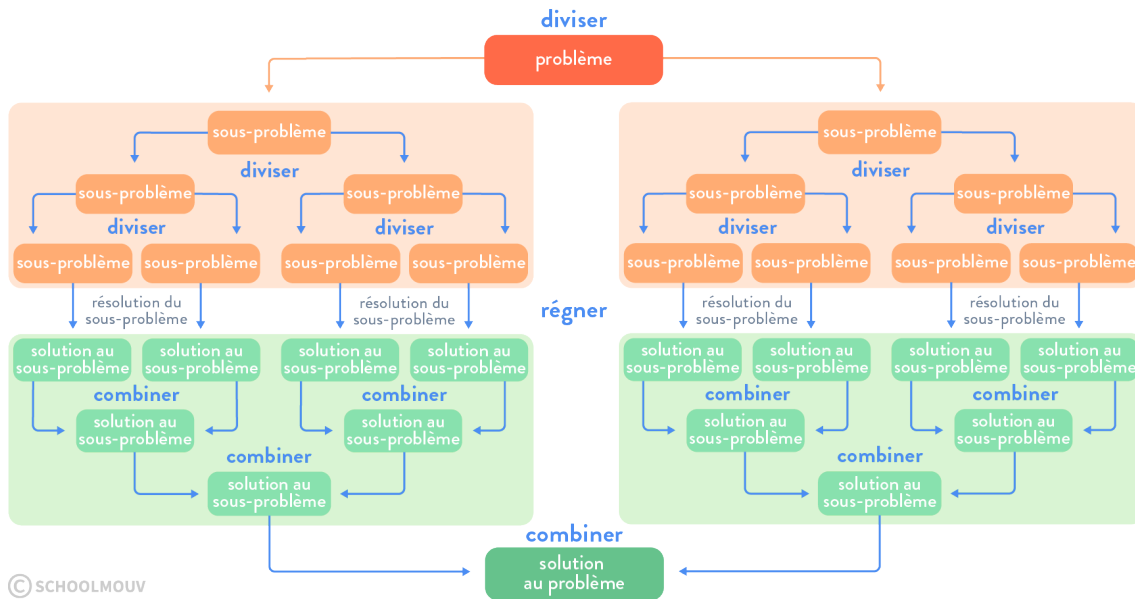 diviser
problème
sous-problème
sous-problème
diviser
diviser
sous-problème
sous-problème
sous-problème
sous-problème
diviser
diviser
diviser
diviser
sous-problème
sous-problème
sous-problème
sous-problème
sous-problème
sous-problème
sous-problème
sous-problème
résolution du
sous-problème
résolution du
sous-problème
régner
résolution du
sous-problème
résolution du
sous-problème
solution au
sous-problème
solution au
sous-problème
solution au
sous-problème
solution au
sous-problème
solution au
sous-problème
solution au
sous-problème
solution au
sous-problème
solution au
sous-problème
combiner
combiner
combiner
combiner
solution au
sous-problème
solution au
sous-problème
solution au
sous-problème
solution au
sous-problème
combiner
combiner
solution au
sous-problème
solution au
sous-problème
combiner
solution
au problème
© SCHOOLMOUV